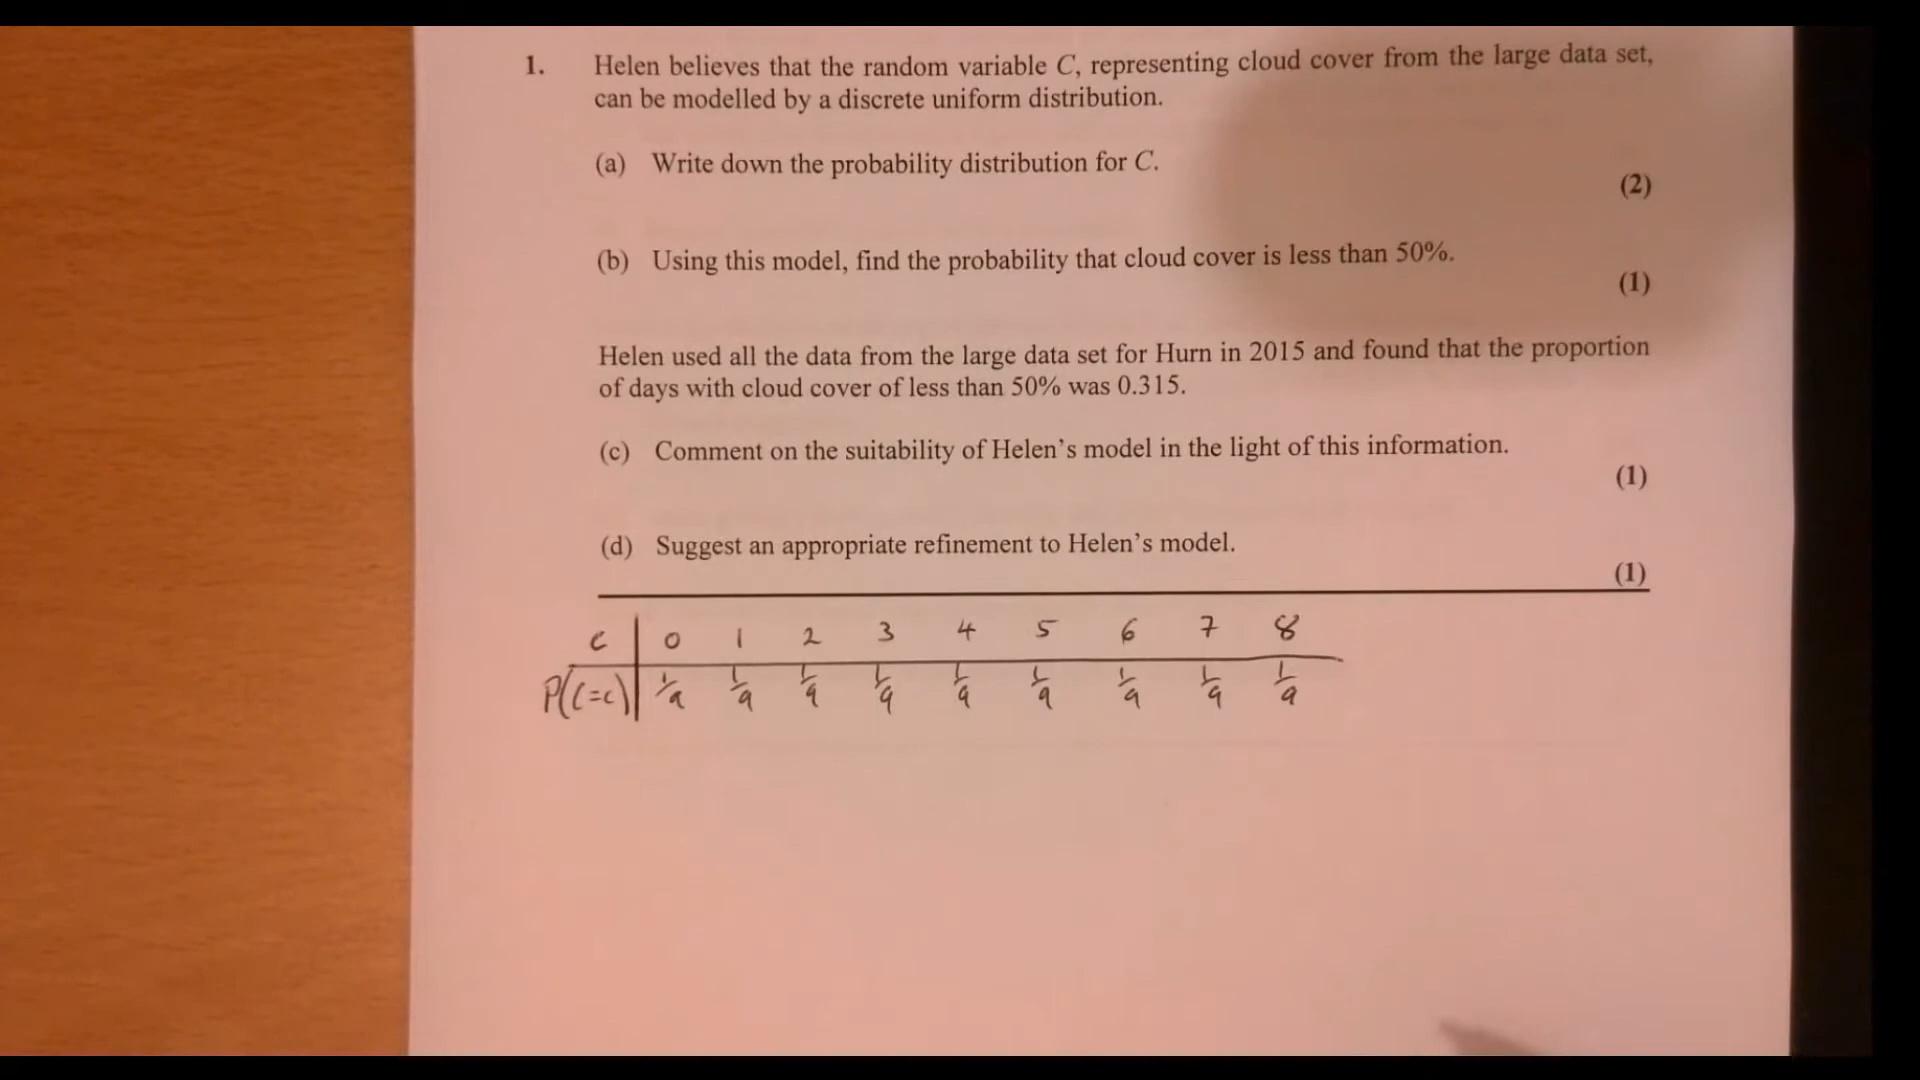 1. Helen believes that the random variable C, representing cloud cover from the large data set,
can be modelled by a discrete uniform distribution.
(a) Write down the probability distribution for C.
(2)
(b) Using this model, find the probability that cloud cover is less than 50%.
(1)
Helen used all the data from the large data set for Hurn in 2015 and found that the proportion
of days with cloud cover of less than 50% was 0.315.
(c) Comment on the suitability of Helen's model in the light of this information.
(1)
(d) Suggest an appropriate refinement to Helen's model.
(1)
c 0 1 2 3 4 5 6 7 8
P(C=c) 1/9 1/9 1/9 1/9 1/9 1/9 1/9 1/9 1/9